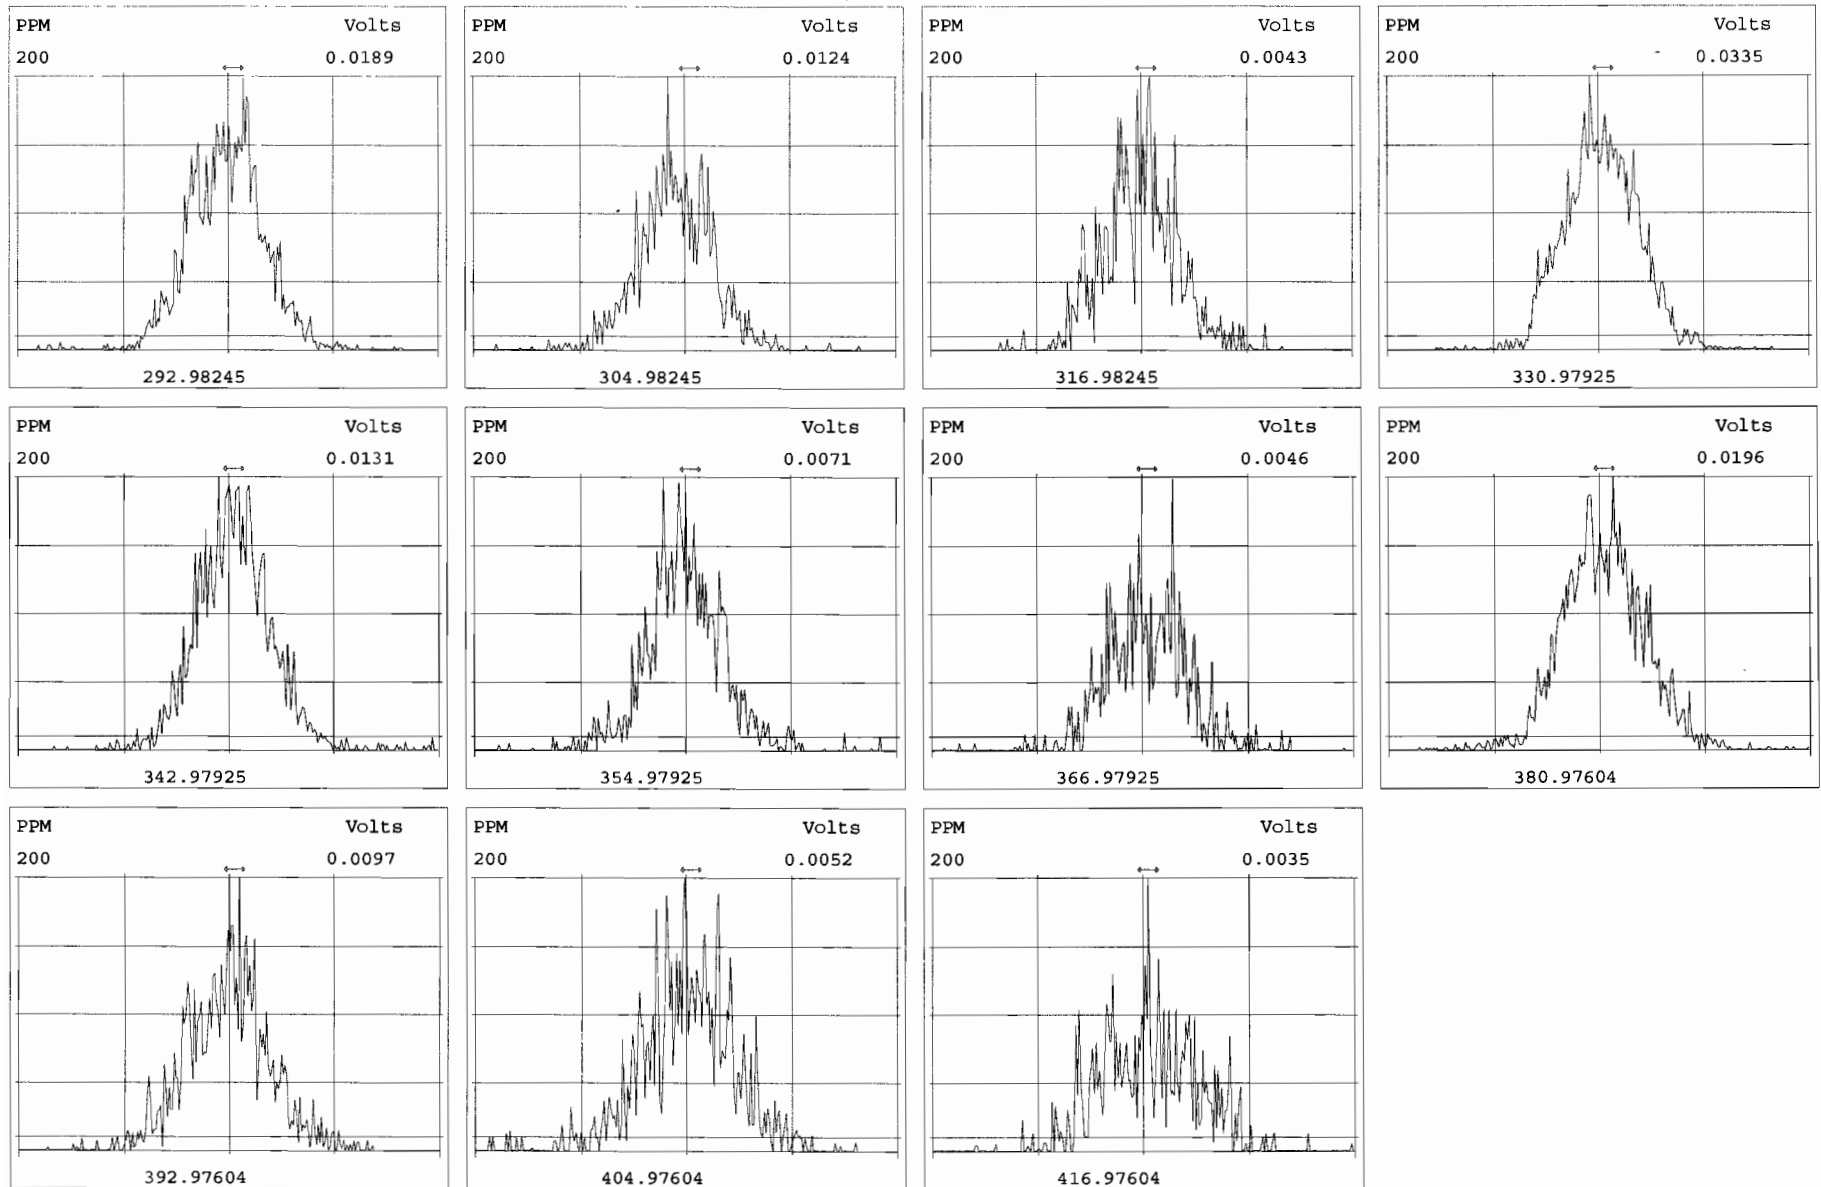 PPM Volts
200 0.0189
292.98245
PPM Volts
200 0.0124
304.98245
PPM Volts
200 0.0043
316.98245
PPM Volts
200 0.0335
330.97925
PPM Volts
200 0.0131
342.97925
PPM Volts
200 0.0071
354.97925
PPM Volts
200 0.0046
366.97925
PPM Volts
200 0.0196
380.97604
PPM Volts
200 0.0097
392.97604
PPM Volts
200 0.0052
404.97604
PPM Volts
200 0.0035
416.97604